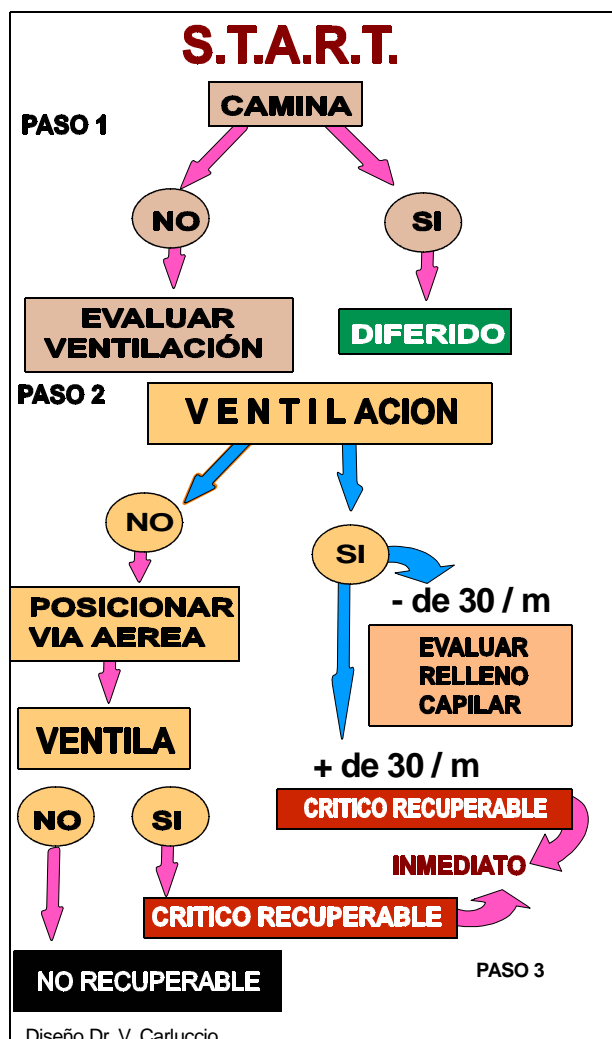 S.T.A.R.T.
CAMINA
PASO 1
NO
SI
EVALUAR
VENTILACIÓN
DIFERIDO
PASO 2
V E N T I L ACION
NO
SI
- de 30 / m
POSICIONAR
VIA AEREA
EVALUAR
RELLENO
CAPILAR
VENTILA
+ de 30 / m
NO
SI
CRITICO RECUPERABLE
INMEDIATO
CRITICO RECUPERABLE
NO RECUPERABLE
PASO 3
Diseño Dr. V. Carluccio